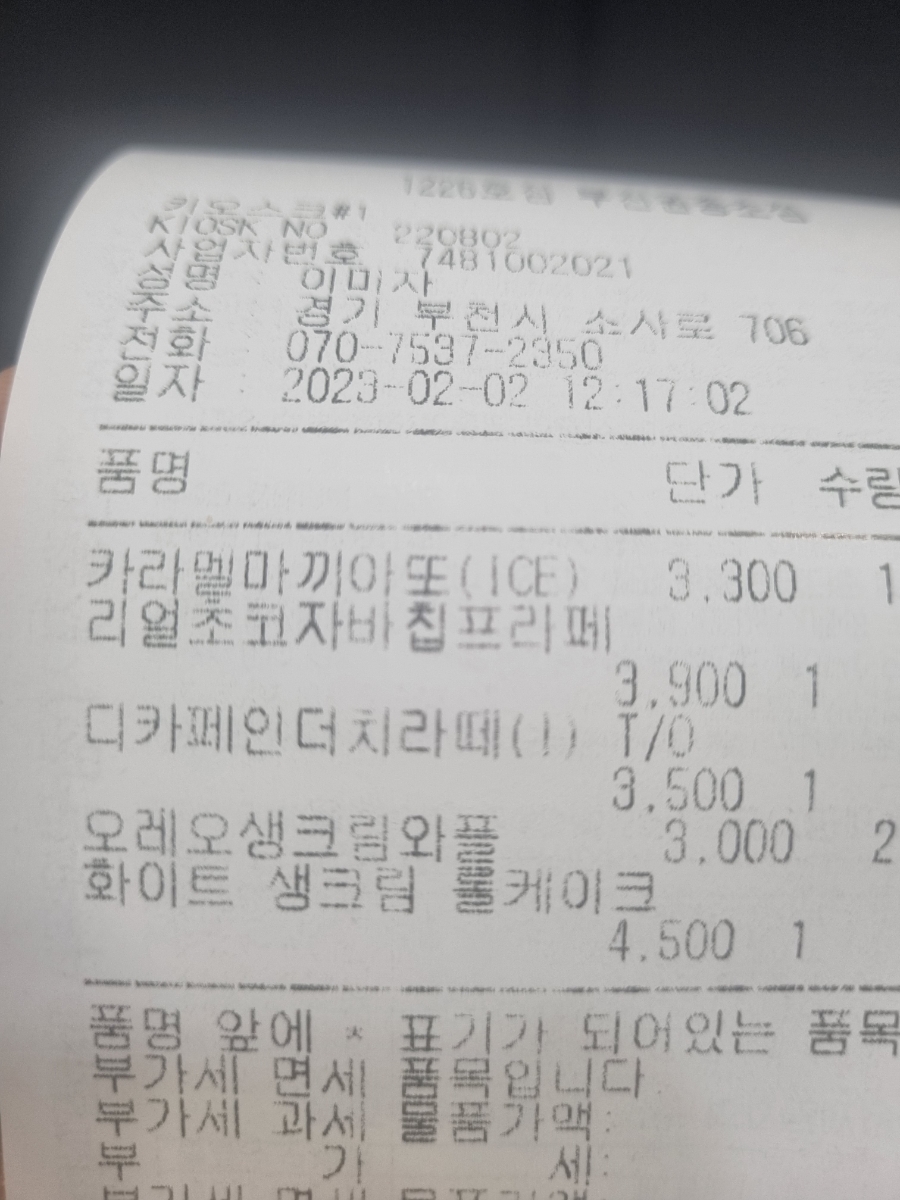 키오스크#1
KIOSK NO 220802
사업자번호 7481002021
성명 : 이미자
주소 : 경기 부천시 소사로 706
전화 : 070-7537-2350
일자 : 2023-02-02 12:17:02
품명 단가 수량
카라멜마끼아또(ICE) 3,300 1
리얼초코자바칩프라페
3,900 1
디카페인더치라떼(I) T/O
3,500 1
오레오생크림와플 3,000 2
화이트 생크림 롤케이크
4,500 1
품명 앞에 * 표기가 되어있는 품목
부가세 면세 품목입니다
부가세 과세 물품가액:
부 가 세: